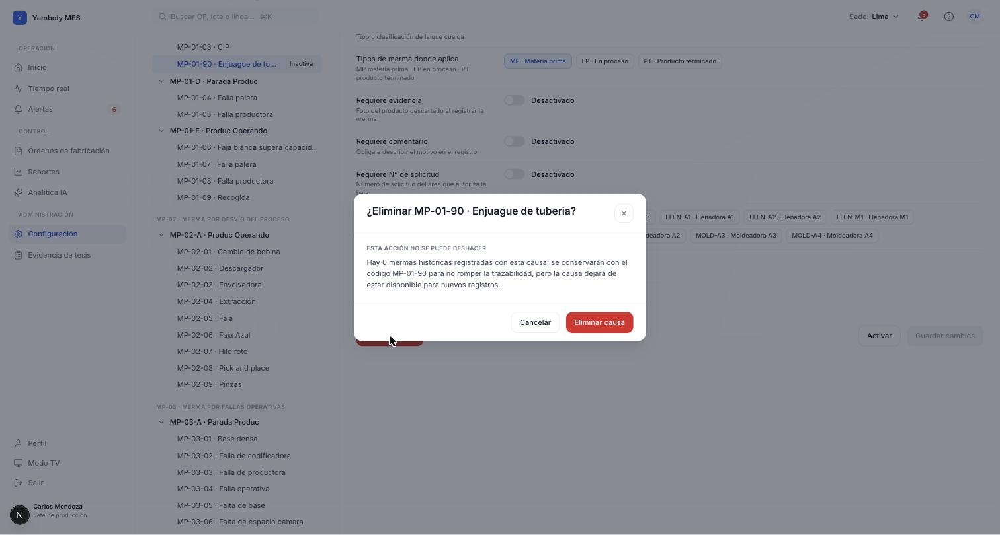 Y
Yamboly MES
OPERACIÓN
Inicio
Tiempo real
Alertas
6
CONTROL
Órdenes de fabricación
Reportes
Analítica IA
ADMINISTRACIÓN
Configuración
Evidencia de tesis
Perfil
Modo TV
Salir
N
Carlos Mendoza
Jefe de producción
Buscar OF, lote o línea... ⌘K
Sede: Lima
6
CM
MP-01-03 · CIP
MP-01-90 · Enjuague de tu... Inactiva
MP-01-D · Parada Produc
MP-01-04 · Falla palera
MP-01-05 · Falla productora
MP-01-E · Produc Operando
MP-01-06 · Faja blanca supera capacid...
MP-01-07 · Falla palera
MP-01-08 · Falla productora
MP-01-09 · Recogida
MP-02 · MERMA POR DESVÍO DEL PROCESO
MP-02-A · Produc Operando
MP-02-01 · Cambio de bobina
MP-02-02 · Descargador
MP-02-03 · Envolvedora
MP-02-04 · Extracción
MP-02-05 · Faja
MP-02-06 · Faja Azul
MP-02-07 · Hilo roto
MP-02-08 · Pick and place
MP-02-09 · Pinzas
MP-03 · MERMA POR FALLAS OPERATIVAS
MP-03-A · Parada Produc
MP-03-01 · Base densa
MP-03-02 · Falla de codificadora
MP-03-03 · Falla de productora
MP-03-04 · Falla operativa
MP-03-05 · Falta de base
MP-03-06 · Falta de espacio camara
Tipo o clasificación de la que cuelga
Tipos de merma donde aplica
MP materia prima · EP en proceso · PT
producto terminado
MP · Materia prima
EP · En proceso
PT · Producto terminado
Requiere evidencia
Foto del producto descartado al registrar la
merma
Desactivado
Requiere comentario
Obliga a describir el motivo en el registro
Desactivado
Requiere N° de solicitud
Número de solicitud del área que autoriza la
baja
Desactivado
3
LLEN-A1 · Llenadora A1
LLEN-A2 · Llenadora A2
LLEN-M1 · Llenadora M1
deadora A2
MOLD-A3 · Moldeadora A3
MOLD-A4 · Moldeadora A4
¿Eliminar MP-01-90 · Enjuague de tuberia?
ESTA ACCIÓN NO SE PUEDE DESHACER
Hay 0 mermas históricas registradas con esta causa; se conservarán con el
código MP-01-90 para no romper la trazabilidad, pero la causa dejará de
estar disponible para nuevos registros.
Cancelar
Eliminar causa
Activar
Guardar cambios